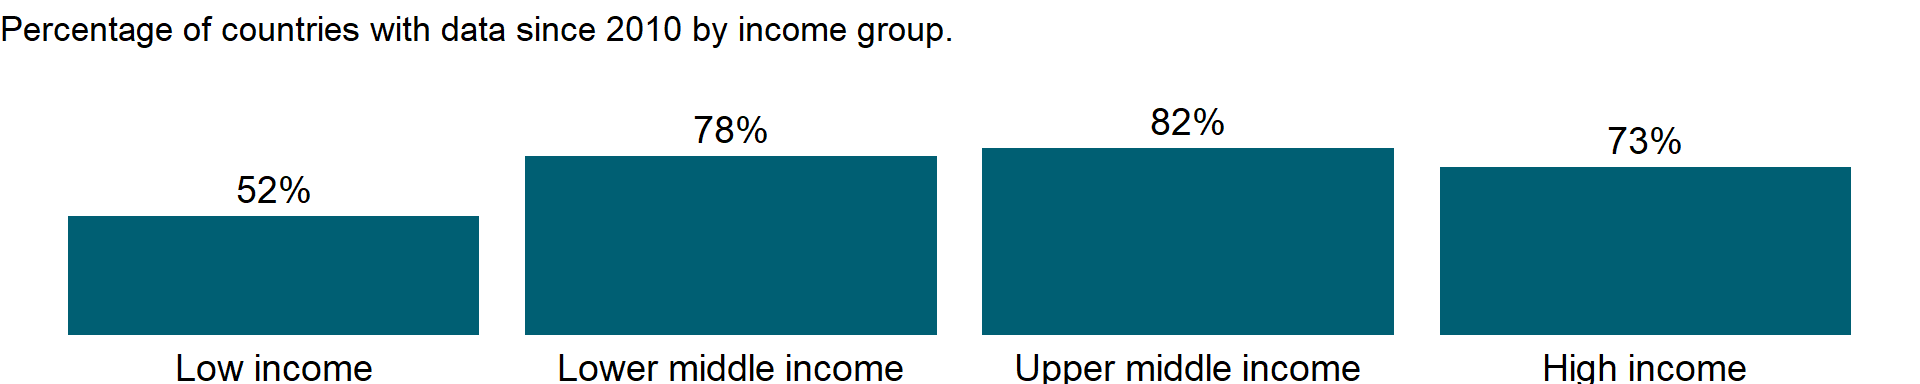 Percentage of countries with data since 2010 by income group.
52%
78%
82%
73%
Low income
Lower middle income
Upper middle income
High income